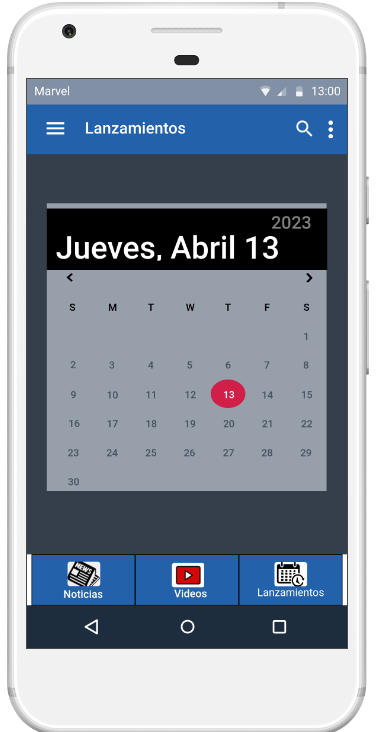 Marvel 13:00
Lanzamientos
2023
Jueves, Abril 13
S M T W T F S
1
2 3 4 5 6 7 8
9 10 11 12 13 14 15
16 17 18 19 20 21 22
23 24 25 26 27 28 29
30
NEWS
Noticias Videos Lanzamientos